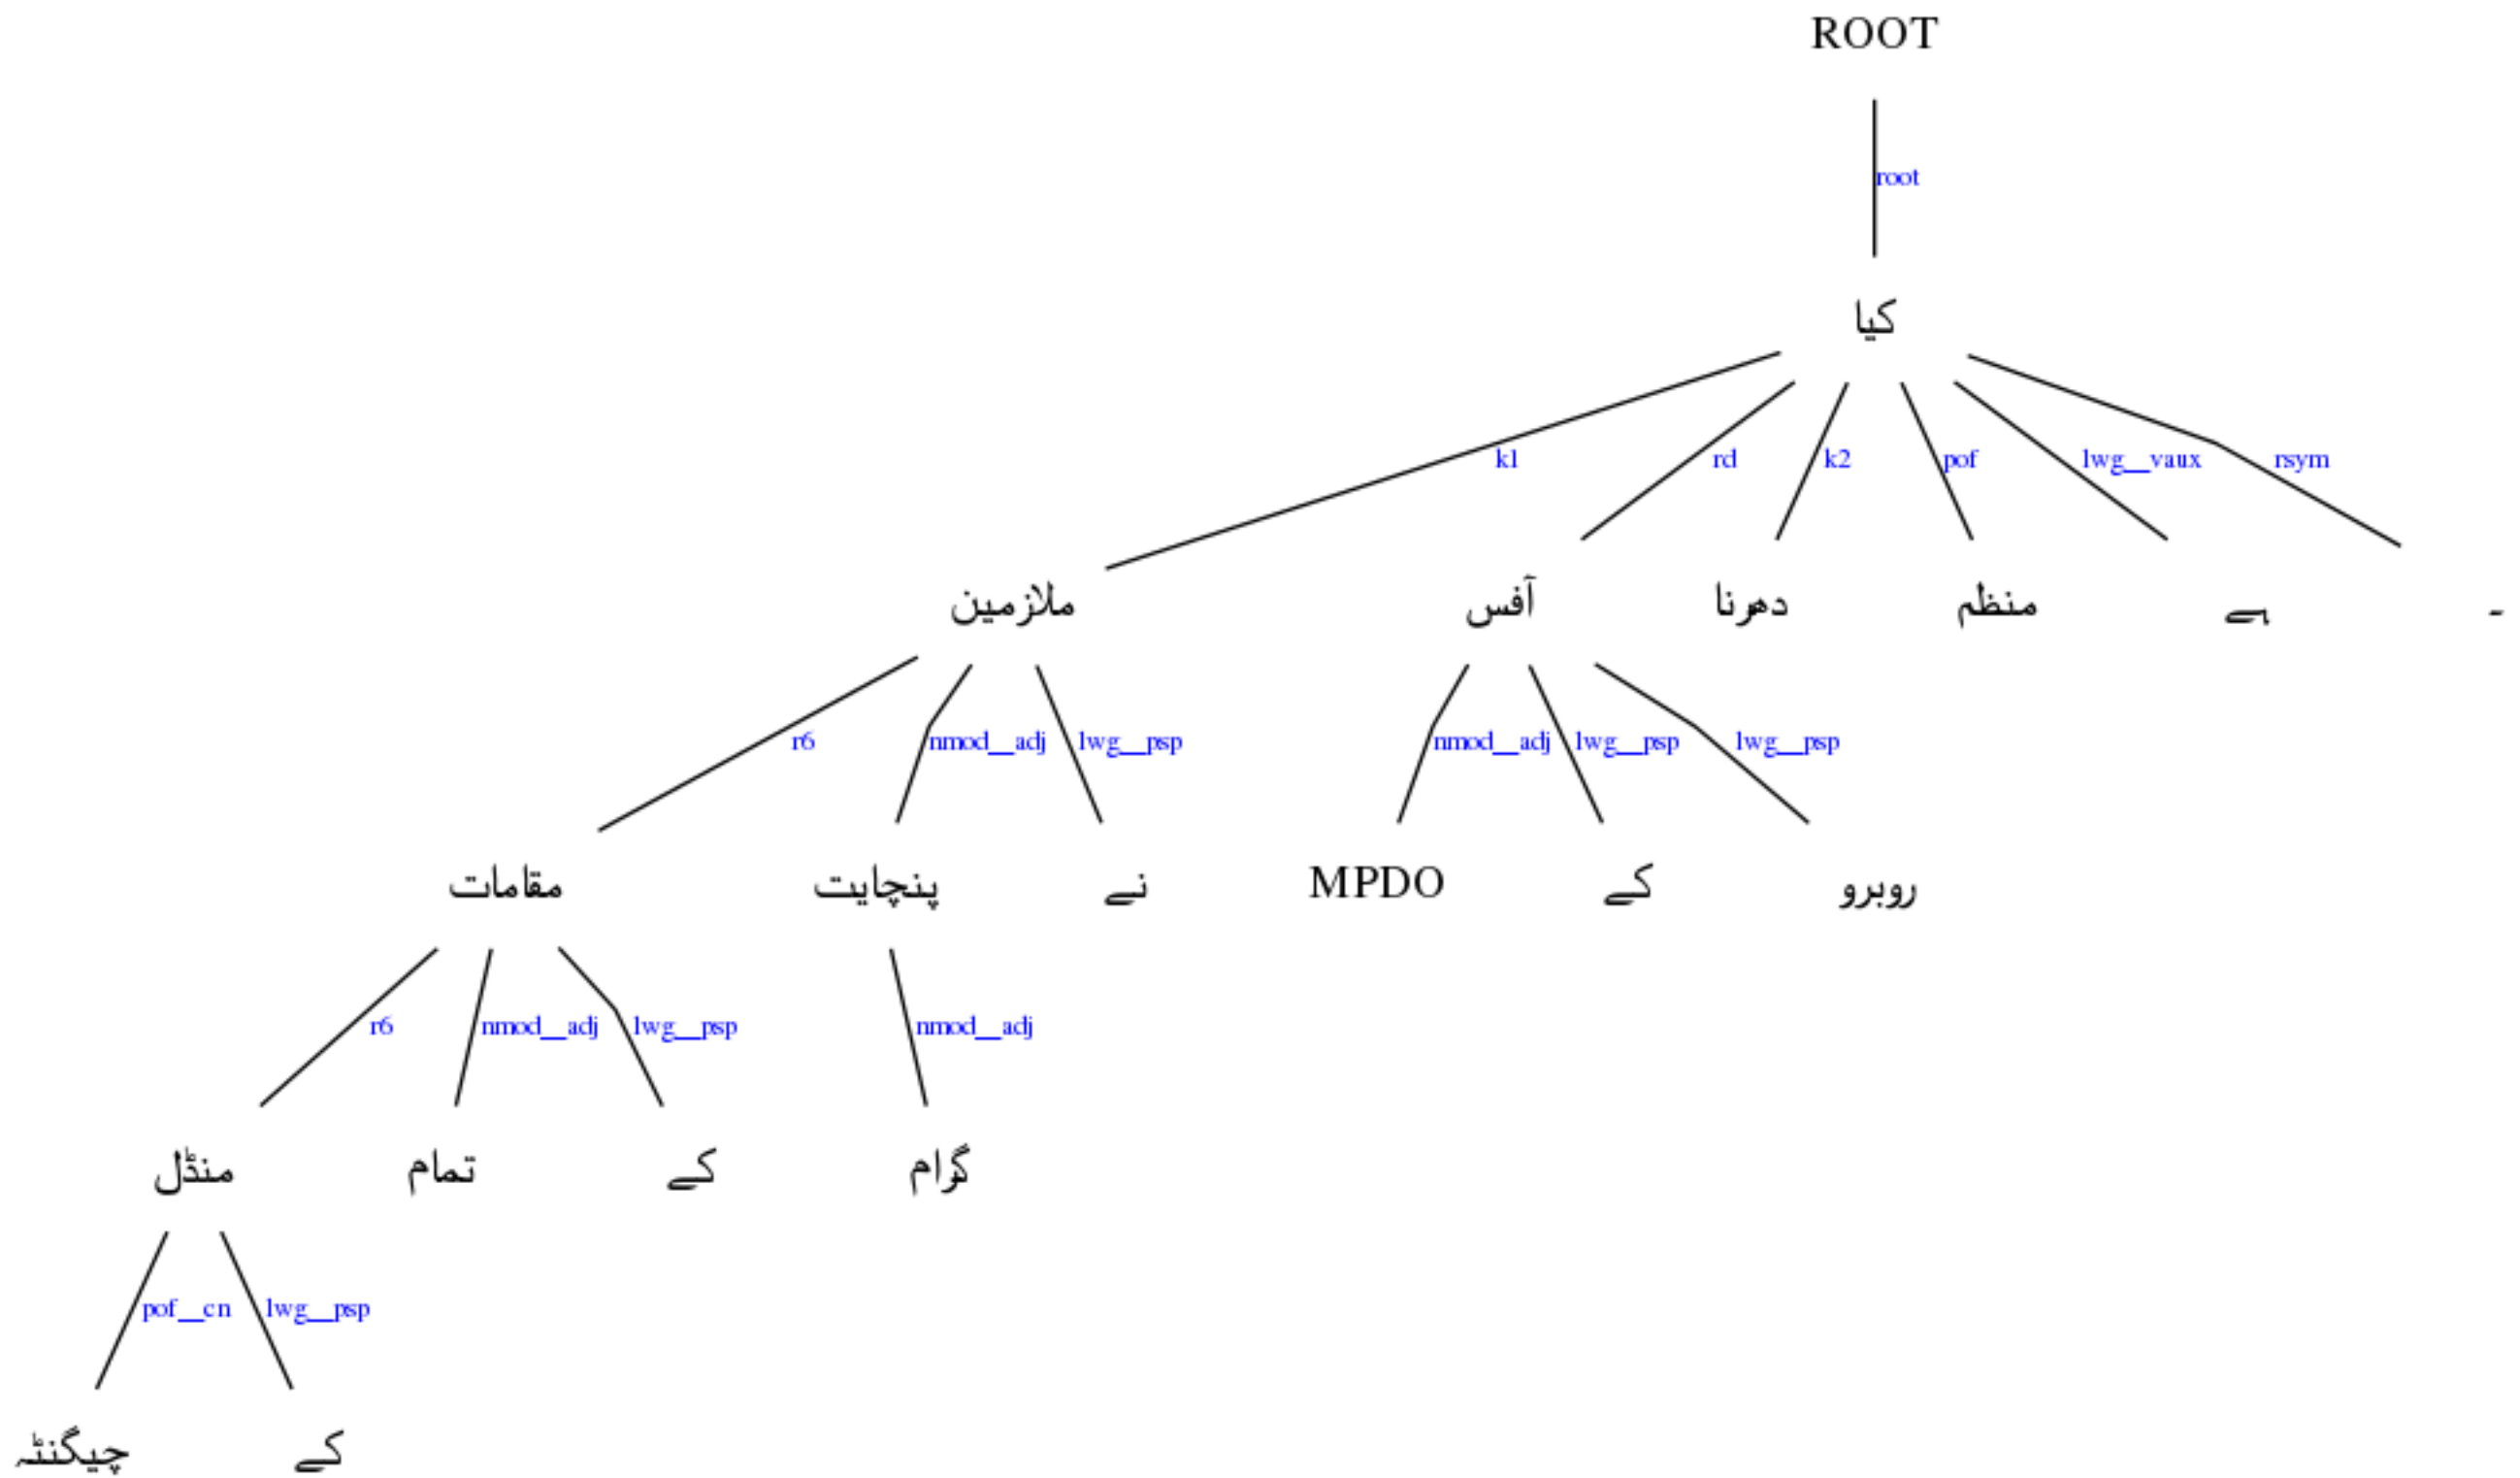 ROOT
root
کیا
k1 rd k2 pof lwg__vaux rsym
ملازمین آفس دھرنا منظم ہے ۔
r6 nmod__adj lwg__psp nmod__adj lwg__psp lwg__psp
مقامات پنچایت نے MPDO کے روبرو
r6 nmod__adj lwg__psp nmod__adj
منڈل تمام کے گرام
pof__cn lwg__psp
چیگنٹہ کے